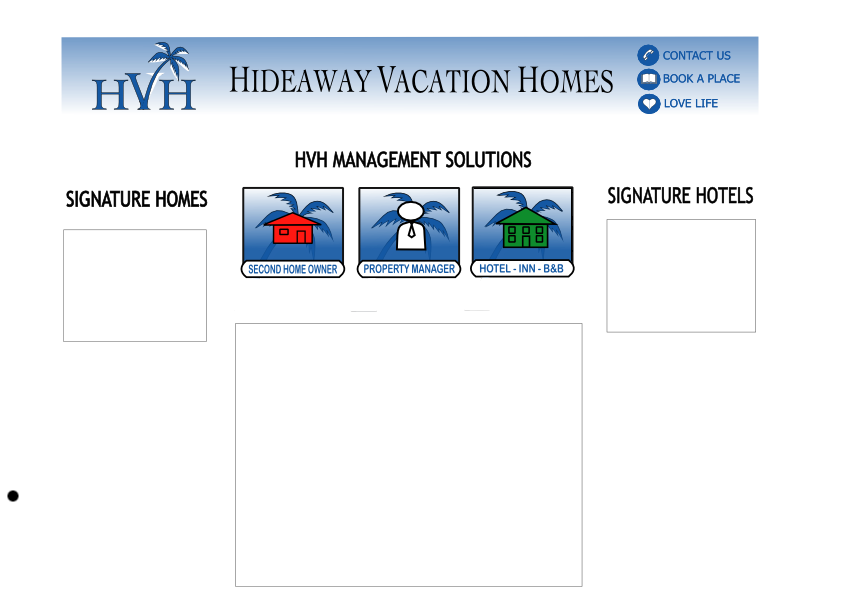 HVH
HIDEAWAY VACATION HOMES
CONTACT US
BOOK A PLACE
LOVE LIFE
HVH MANAGEMENT SOLUTIONS
SIGNATURE HOMES
SIGNATURE HOTELS
SECOND HOME OWNER
PROPERTY MANAGER
HOTEL - INN - B&B